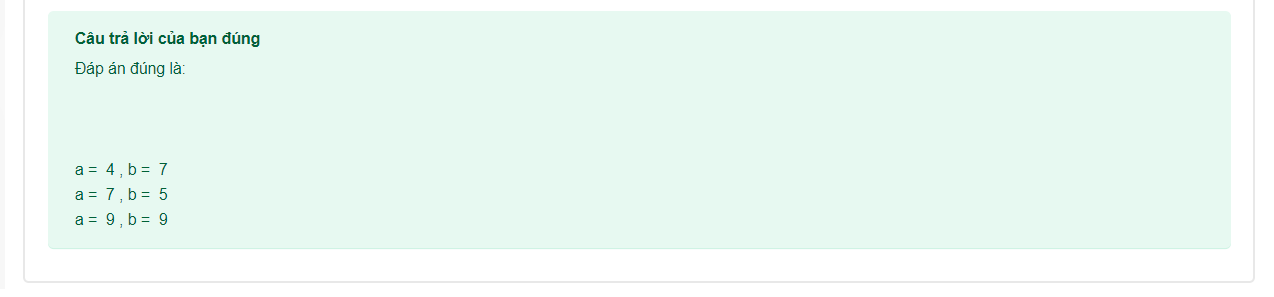 Câu trả lời của bạn đúng
Đáp án đúng là:
a = 4 , b = 7
a = 7 , b = 5
a = 9 , b = 9